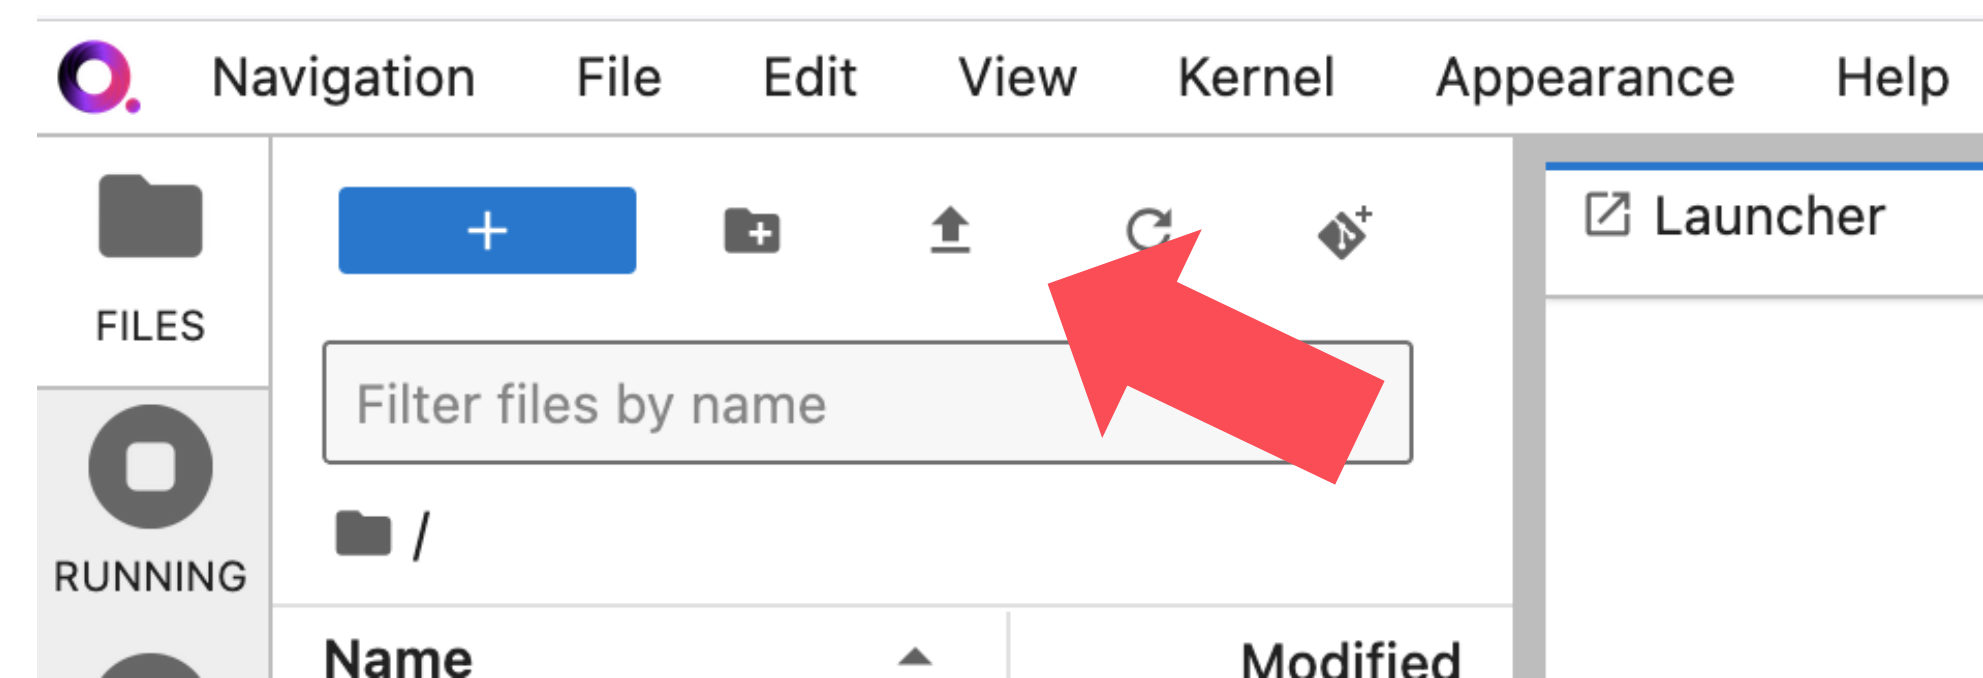 Navigation File Edit View Kernel Appearance Help
FILES
Launcher
Filter files by name
/
RUNNING
Name Modified